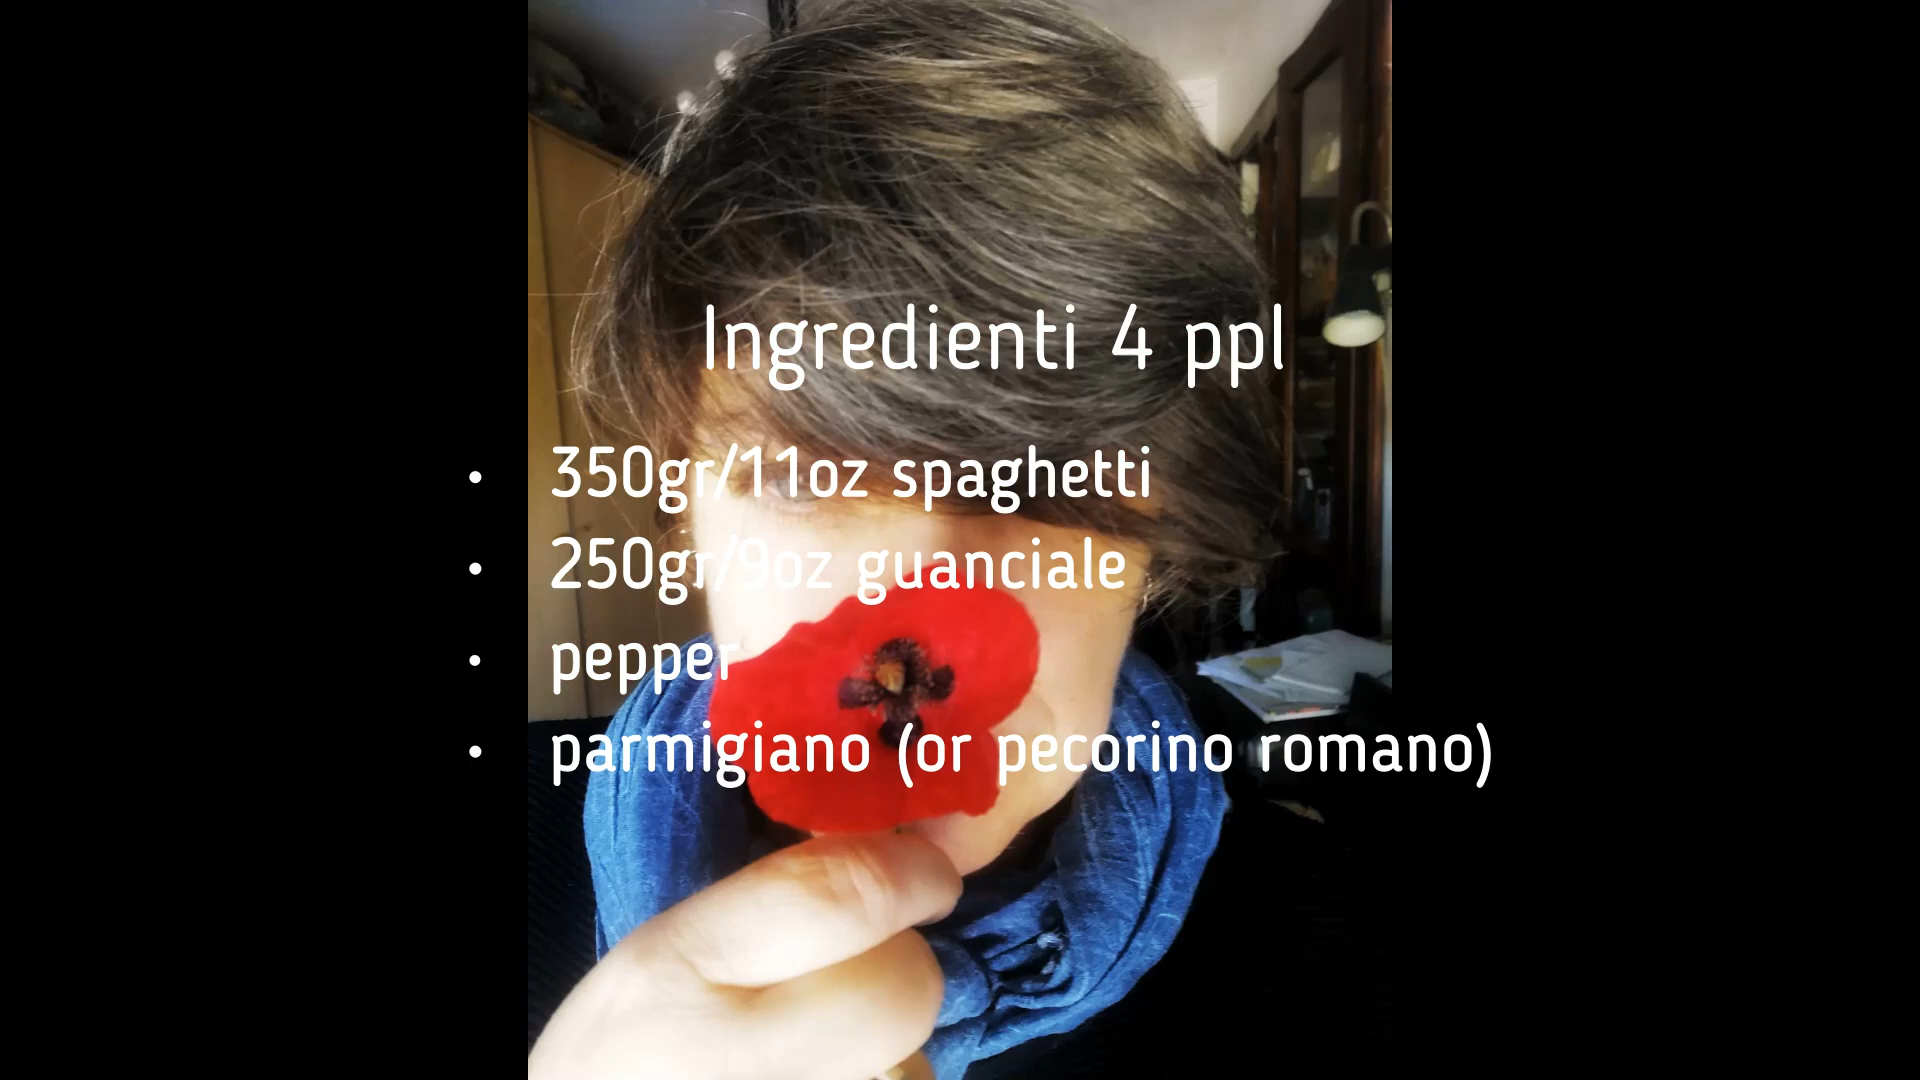 Ingredienti 4 ppl
• 350gr/11oz spaghetti
• 250gr/9oz guanciale
• pepper
• parmigiano (or pecorino romano)